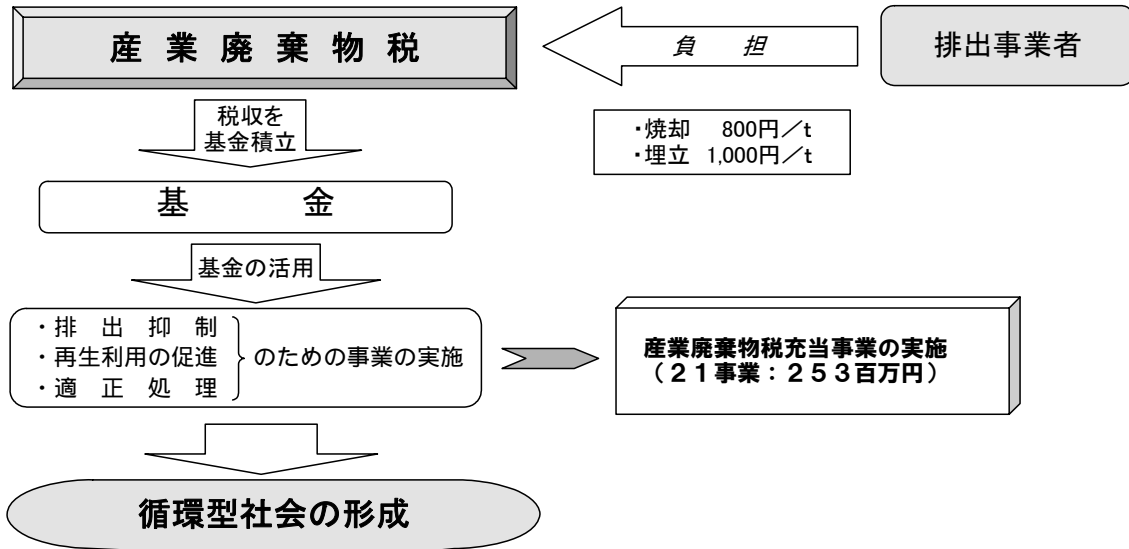 産業廃棄物税
負　担
排出事業者
税収を
基金積立
・焼却　800円／t
・埋立　1,000円／t
基　　金
基金の活用
・排　出　抑　制
・再生利用の促進
・適　正　処　理
のための事業の実施
産業廃棄物税充当事業の実施
（２１事業：２５３百万円）
循環型社会の形成